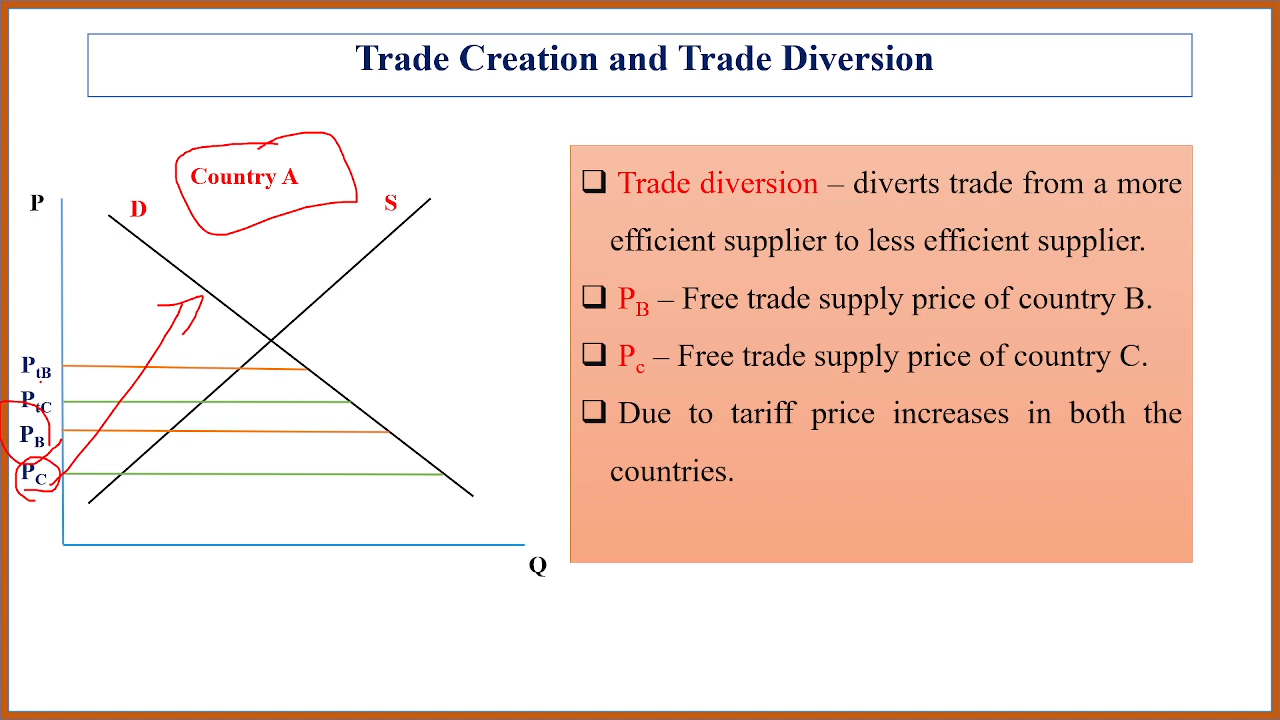 Trade Creation and Trade Diversion
Country A
P
D
S
PtB
PtC
PB
PC
Q
❑ Trade diversion – diverts trade from a more
efficient supplier to less efficient supplier.
❑ PB – Free trade supply price of country B.
❑ Pc – Free trade supply price of country C.
❑ Due to tariff price increases in both the
countries.